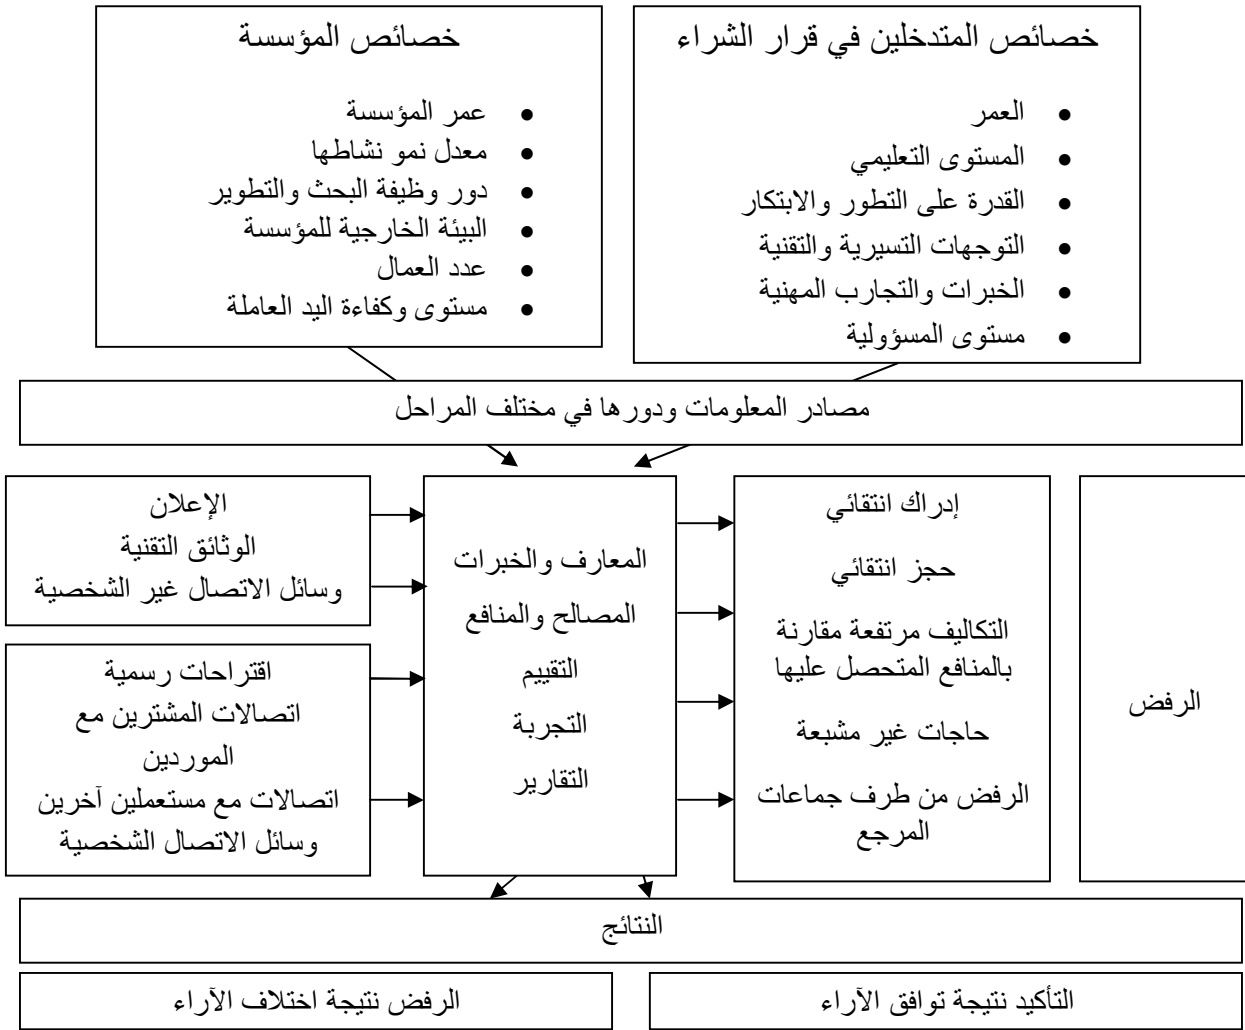 خصائص المتدخلين في قرار الشراء
• العمر
• المستوى التعليمي
• القدرة على التطور والابتكار
• التوجهات التسيرية والتقنية
• الخبرات والتجارب المهنية
• مستوى المسؤولية
خصائص المؤسسة
• عمر المؤسسة
• معدل نمو نشاطها
• دور وظيفة البحث والتطوير
• البيئة الخارجية للمؤسسة
• عدد العمال
• مستوى وكفاءة اليد العاملة
مصادر المعلومات ودورها في مختلف المراحل
الإعلان
الوثائق التقنية
وسائل الاتصال غير الشخصية
اقتراحات رسمية
اتصالات المشترين مع
الموردين
اتصالات مع مستعملين آخرين
وسائل الاتصال الشخصية
المعارف والخبرات
المصالح والمنافع
التقييم
التجربة
التقارير
إدراك انتقائي
حجز انتقائي
التكاليف مرتفعة مقارنة
بالمنافع المتحصل عليها
حاجات غير مشبعة
الرفض من طرف جماعات
المرجع
الرفض
النتائج
التأكيد نتيجة توافق الآراء
الرفض نتيجة اختلاف الآراء